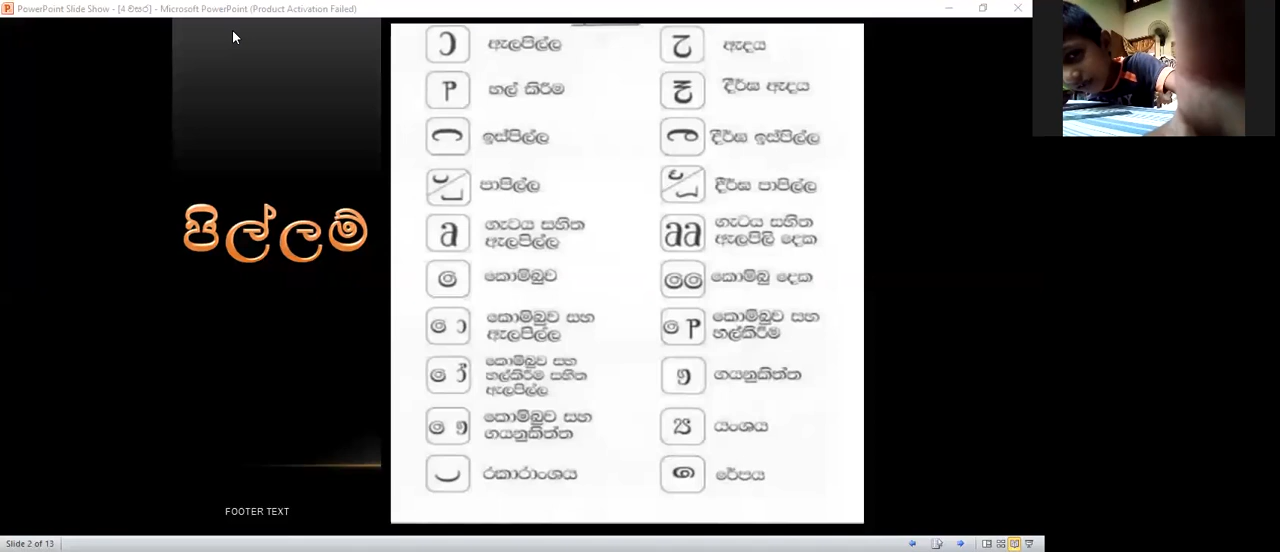 PowerPoint Slide Show - [4 වසර] - Microsoft PowerPoint (Product Activation Failed)
පිල්ලම්
ඇලපිල්ල
ඇදය
හල් කිරීම
දීර්ඝ ඇදය
ඉස්පිල්ල
දීර්ඝ ඉස්පිල්ල
පාපිල්ල
දීර්ඝ පාපිල්ල
ගැටය සහිත
ඇලපිල්ල
ගැටය සහිත
ඇලපිලි දෙක
කොම්බුව
කොම්බු දෙක
කොම්බුව සහ
ඇලපිල්ල
කොම්බුව සහ
හල්කිරීම
කොම්බුව සහ
හල්කිරීම සහිත
ඇලපිල්ල
ගයනුකිත්ත
කොම්බුව සහ
ගයනුකිත්ත
යංශය
රකාරාංශය
රේපය
FOOTER TEXT
Slide 2 of 13